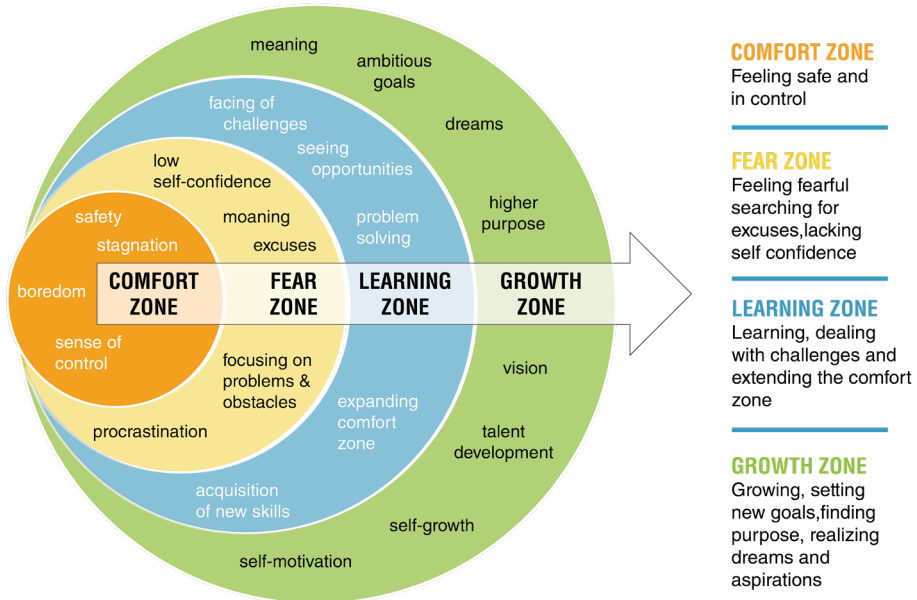 meaning
ambitious
goals
dreams
higher
purpose
facing of
challenges
seeing
opportunities
problem
solving
low
self-confidence
moaning
excuses
safety
stagnation
boredom
sense of
control
COMFORT
ZONE
FEAR
ZONE
LEARNING
ZONE
GROWTH
ZONE
focusing on
problems &
obstacles
procrastination
expanding
comfort
zone
acquisition
of new skills
vision
talent
development
self-growth
self-motivation
COMFORT ZONE
Feeling safe and
in control
FEAR ZONE
Feeling fearful
searching for
excuses,lacking
self confidence
LEARNING ZONE
Learning, dealing
with challenges and
extending the comfort
zone
GROWTH ZONE
Growing, setting
new goals,finding
purpose, realizing
dreams and
aspirations